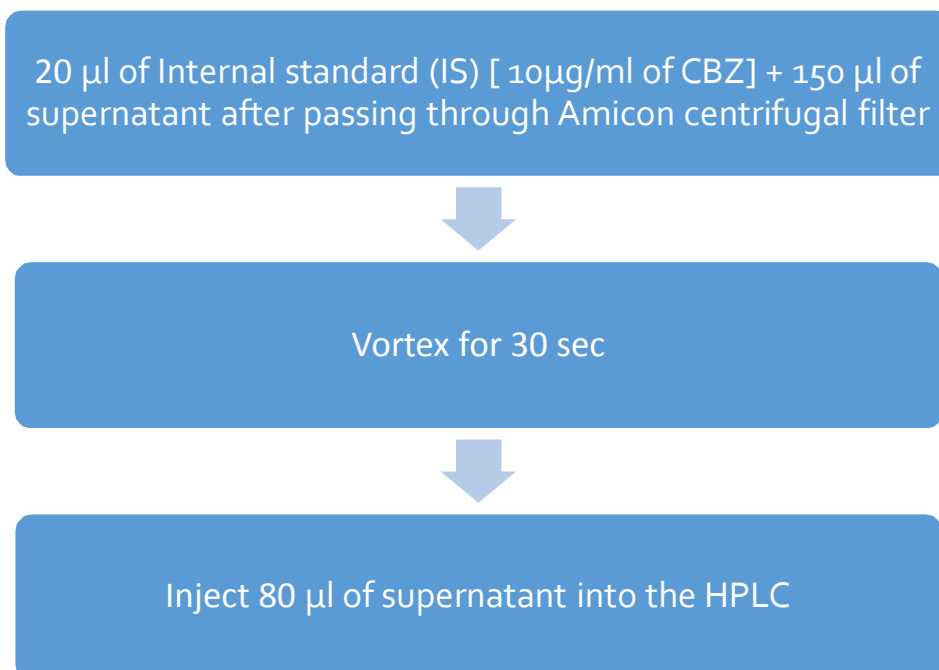 20 µl of Internal standard (IS) [ 10µg/ml of CBZ] + 150 µl of
supernatant after passing through Amicon centrifugal filter
Vortex for 30 sec
Inject 80 µl of supernatant into the HPLC